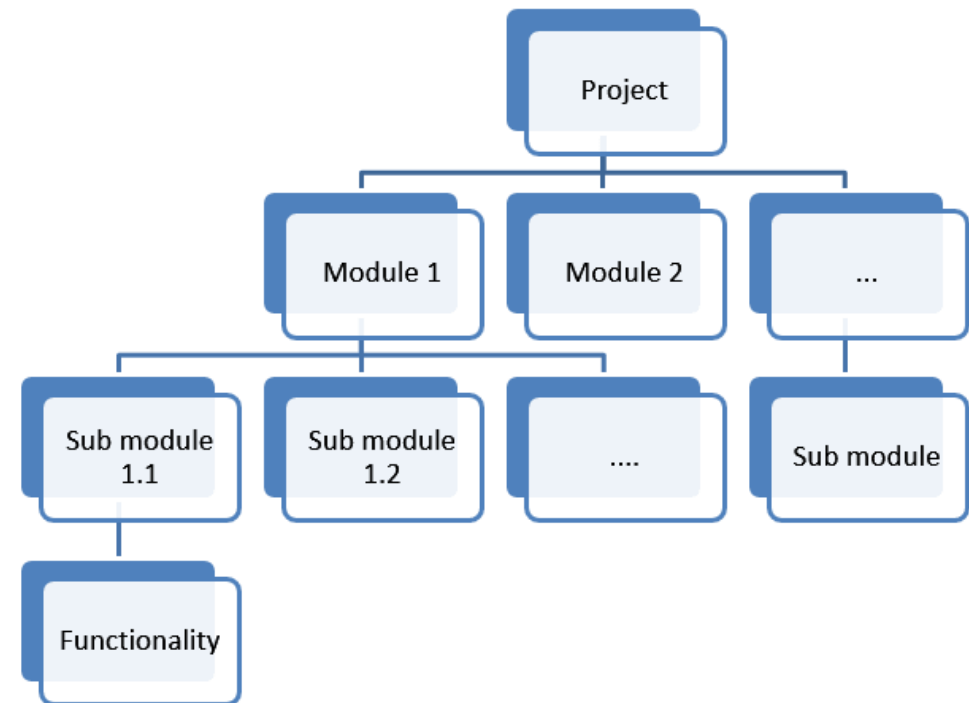 Project
Module 1
Module 2
...
Sub module
1.1
Sub module
1.2
....
Sub module
Functionality